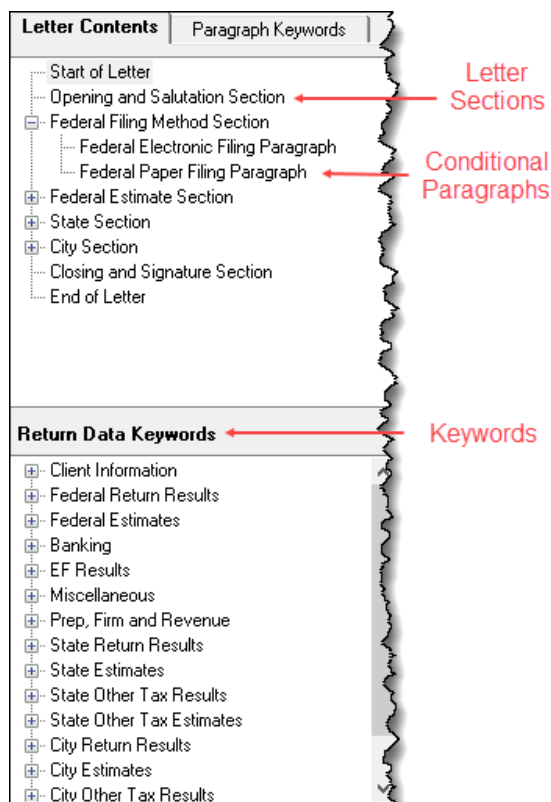 Letter Contents
Paragraph Keywords
Start of Letter
Opening and Salutation Section
Federal Filing Method Section
Federal Electronic Filing Paragraph
Federal Paper Filing Paragraph
Federal Estimate Section
State Section
City Section
Closing and Signature Section
End of Letter
Letter
Sections
Conditional
Paragraphs
Return Data Keywords
Keywords
Client Information
Federal Return Results
Federal Estimates
Banking
EF Results
Miscellaneous
Prep, Firm and Revenue
State Return Results
State Estimates
State Other Tax Results
State Other Tax Estimates
City Return Results
City Estimates
City Other Tax Results